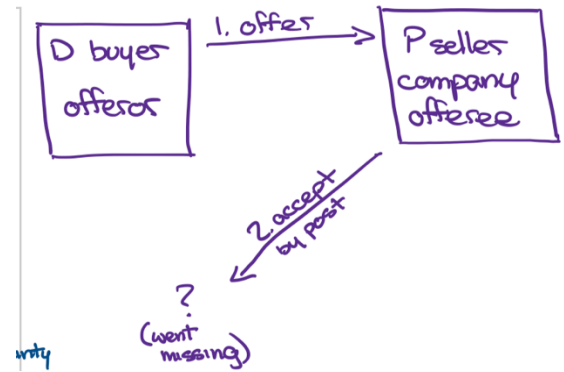 D buyer
offeror
1. offer
P seller
company
offeree
2. accept
by post
?
(went
missing)